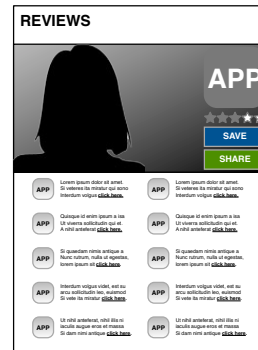 REVIEWS
APP
SAVE
SHARE
APP
Lorem ipsum dolor sit amet.
Si veteres ita miratur qui sono
Interdum volgus click here.
APP
Lorem ipsum dolor sit amet.
Si veteres ita miratur qui sono
Interdum volgus click here.
APP
Quisque id enim ipsum a isa
Ut viverra sollicitudin qui et.
A nihil anteferat click here.
APP
Quisque id enim ipsum a isa
Ut viverra sollicitudin qui et.
A nihil anteferat click here.
APP
Si quaedam nimis antique a
Nunc rutrum, nulla ut euismod,
lorem ipsum sit click here.
APP
Si quaedam nimis antique a
Nunc rutrum, nulla ut euismod,
lorem ipsum sit click here.
APP
Interdum volgus videt, est su
arcu sollicitudin leo, euismod
Si vete ita miratur click here.
APP
Interdum volgus videt, est su
arcu sollicitudin leo, euismod
Si vete ita miratur click here.
APP
Ut nihil anteferat, nihil illis ni
iaculis augue eros et massa
Si dam nimi antique click here.
APP
Ut nihil anteferat, nihil illis ni
iaculis augue eros et massa
Si dam nimi antique click here.